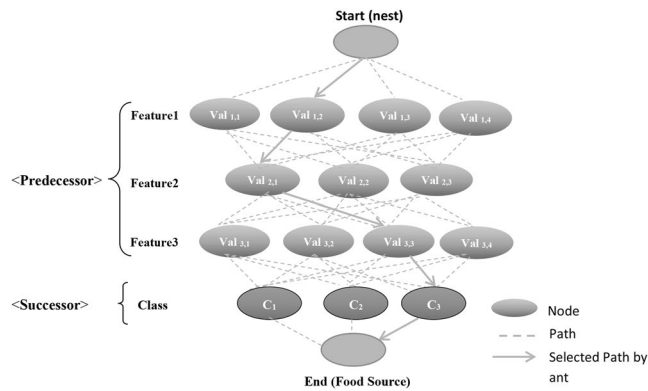 Start (nest)
Feature1
Val 1,1
Val 1,2
Val 1,3
Val 1,4
<Predecessor>
Feature2
Val 2,1
Val 2,2
Val 2,3
Feature3
Val 3,1
Val 3,2
Val 3,3
Val 3,4
<Successor>
Class
C1
C2
C3
End (Food Source)
Node
Path
Selected Path by
ant